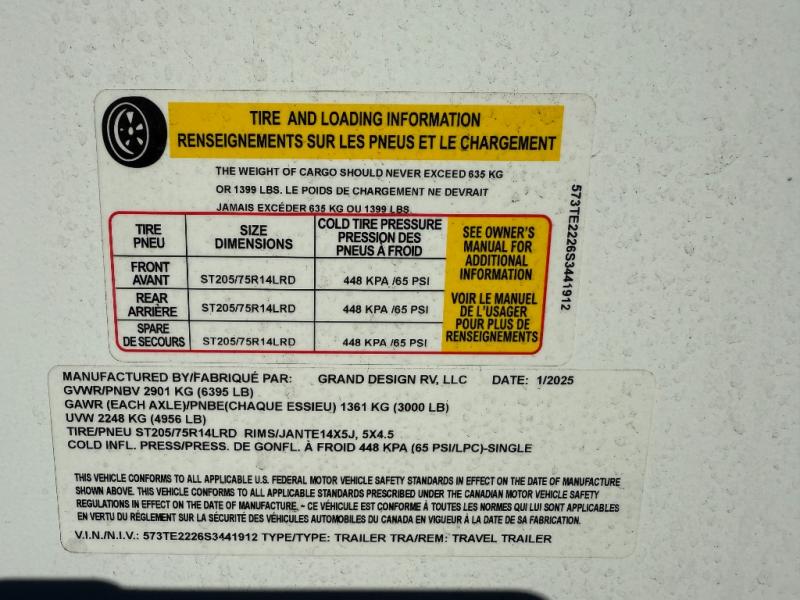 TIRE AND LOADING INFORMATION
RENSEIGNEMENTS SUR LES PNEUS ET LE CHARGEMENT
THE WEIGHT OF CARGO SHOULD NEVER EXCEED 635 KG
OR 1399 LBS. LE POIDS DE CHARGEMENT NE DEVRAIT
JAMAIS EXCÉDER 635 KG OU 1399 LBS.
TIRE
PNEU
SIZE
DIMENSIONS
COLD TIRE PRESSURE
PRESSION DES
PNEUS À FROID
FRONT
AVANT
ST205/75R14LRD
448 KPA /65 PSI
REAR
ARRIÈRE
ST205/75R14LRD
448 KPA /65 PSI
SPARE
DE SECOURS
ST205/75R14LRD
448 KPA /65 PSI
SEE OWNER'S
MANUAL FOR
ADDITIONAL
INFORMATION
VOIR LE MANUEL
DE L'USAGER
POUR PLUS DE
RENSEIGNEMENTS
573TE2226S3441912
MANUFACTURED BY/FABRIQUÉ PAR: GRAND DESIGN RV, LLC DATE: 1/2025
GVWR/PNBV 2901 KG (6395 LB)
GAWR (EACH AXLE)/PNBE(CHAQUE ESSIEU) 1361 KG (3000 LB)
UVW 2248 KG (4956 LB)
TIRE/PNEU ST205/75R14LRD RIMS/JANTE14X5J, 5X4.5
COLD INFL. PRESS/PRESS. DE GONFL. À FROID 448 KPA (65 PSI/LPC)-SINGLE
THIS VEHICLE CONFORMS TO ALL APPLICABLE U.S. FEDERAL MOTOR VEHICLE SAFETY STANDARDS IN EFFECT ON THE DATE OF MANUFACTURE
SHOWN ABOVE. THIS VEHICLE CONFORMS TO ALL APPLICABLE STANDARDS PRESCRIBED UNDER THE CANADIAN MOTOR VEHICLE SAFETY
REGULATIONS IN EFFECT ON THE DATE OF MANUFACTURE. ~ CE VÉHICULE EST CONFORME À TOUTES LES NORMES QUI LUI SONT APPLICABLES
EN VERTU DU RÈGLEMENT SUR LA SÉCURITÉ DES VÉHICULES AUTOMOBILES DU CANADA EN VIGUEUR À LA DATE DE SA FABRICATION.
V.I.N./N.I.V.: 573TE2226S3441912 TYPE/TYPE: TRAILER TRA/REM: TRAVEL TRAILER